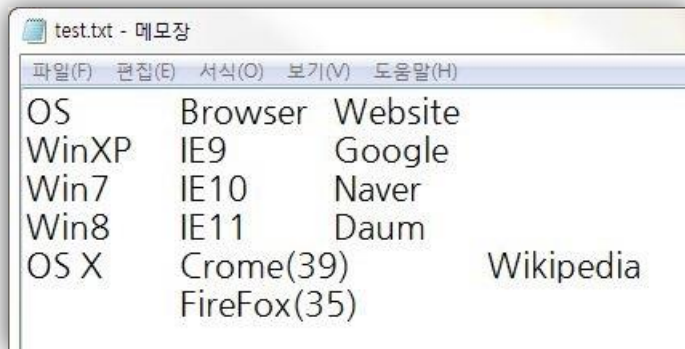 test.txt - 메모장
파일(F) 편집(E) 서식(O) 보기(V) 도움말(H)
OS Browser Website
WinXP IE9 Google
Win7 IE10 Naver
Win8 IE11 Daum
OS X Crome(39) Wikipedia
FireFox(35)